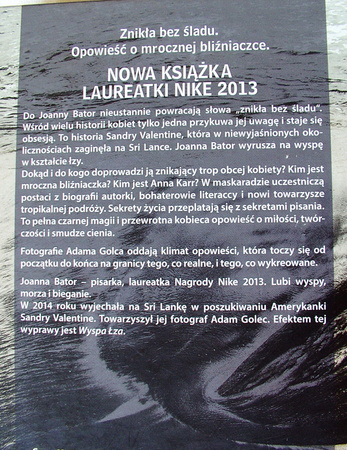 Znikła bez śladu.
Opowieść o mrocznej bliźniaczce.
NOWA KSIĄŻKA
LAUREATKI NIKE 2013
Do Joanny Bator nieustannie powracają słowa „znikła bez śladu”.
Wśród wielu historii kobiet tylko jedna przykuwa jej uwagę i staje się
obsesją. To historia Sandry Valentine, która w niewyjaśnionych oko-
licznościach zaginęła na Sri Lance. Joanna Bator wyrusza na wyspę
w kształcie łzy.
Dokąd i do kogo doprowadzi ją znikający trop obcej kobiety? Kim jest
mroczna bliźniaczka? Kim jest Anna Karr? W maskaradzie uczestniczą
postaci z biografii autorki, bohaterowie literaccy i nowi towarzysze
tropikalnej podróży. Sekrety życia przeplatają się z sekretami pisania.
To pełna czarnej magii i przewrotna kobieca opowieść o miłości, twór-
czości i smudze cienia.
Fotografie Adama Golca oddają klimat opowieści, która toczy się od
początku do końca na granicy tego, co realne, i tego, co wykreowane.
Joanna Bator – pisarka, laureatka Nagrody Nike 2013. Lubi wyspy,
morza i bieganie.
W 2014 roku wyjechała na Sri Lankę w poszukiwaniu Amerykanki
Sandry Valentine. Towarzyszył jej fotograf Adam Golec. Efektem tej
wyprawy jest Wyspa Łza.